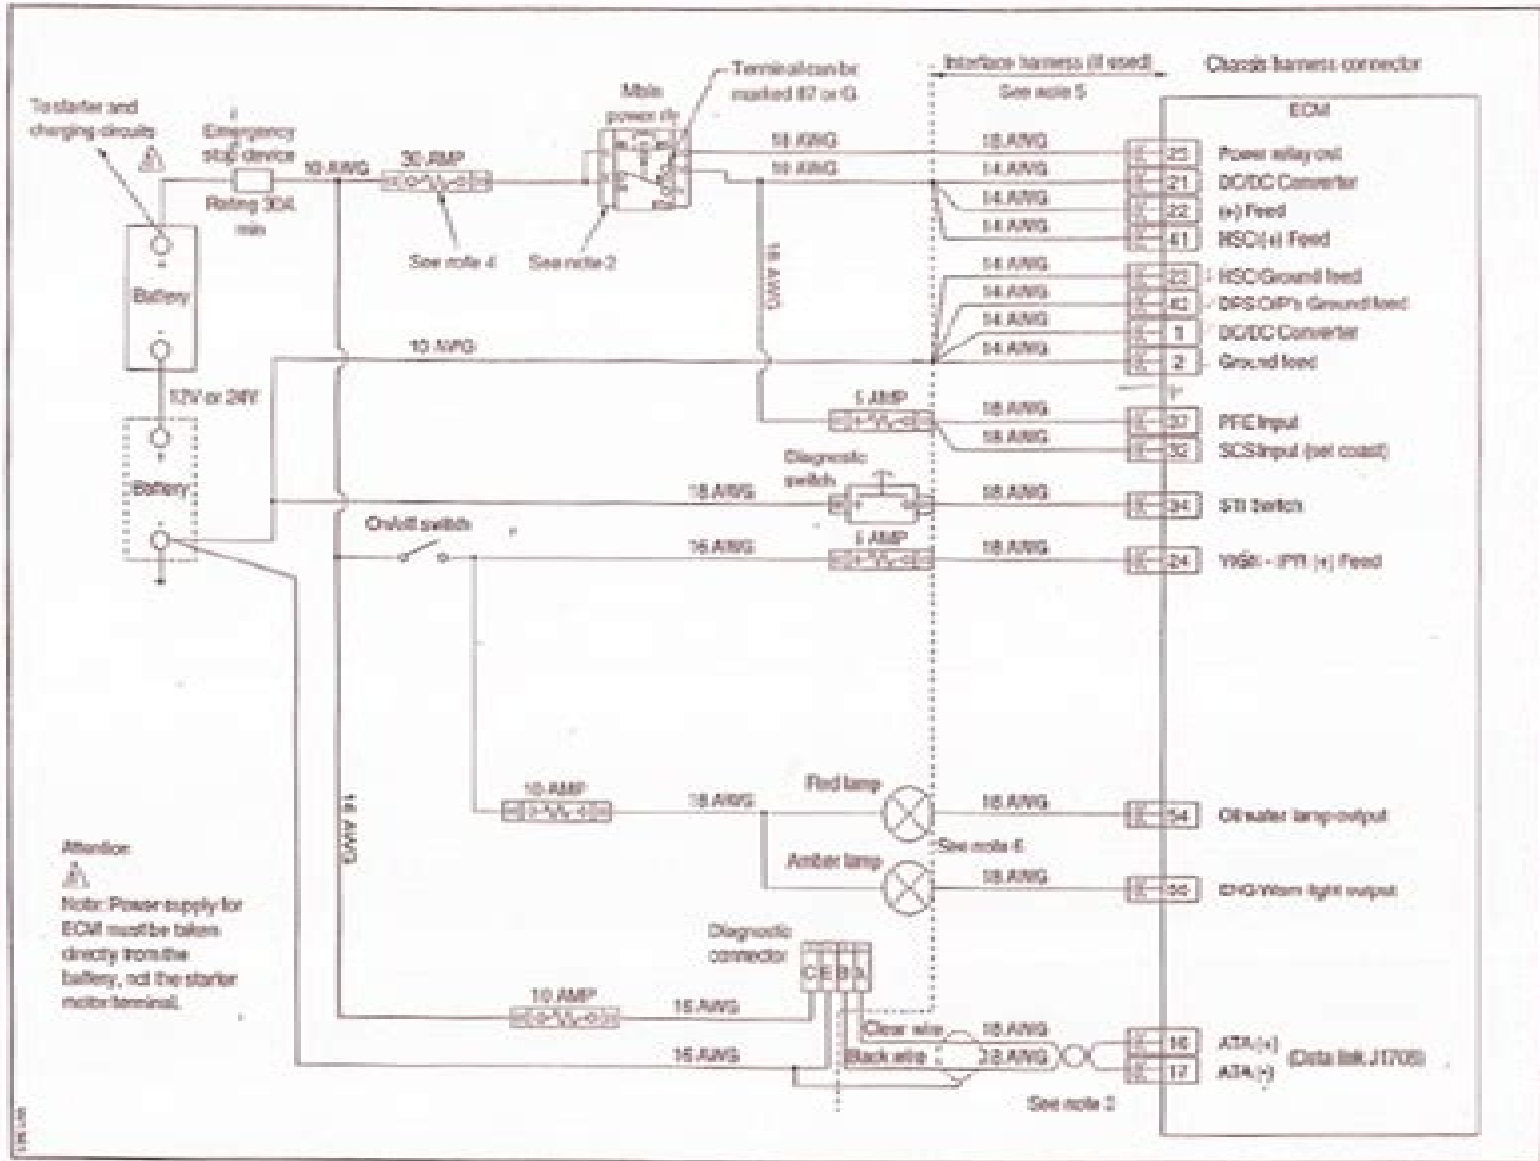 To starter and
charging circuits
Emergency
stop device
Rating 30A
min
10 AWG
30 AMP
See note 4
See note 2
Main
power rly
Terminal can be
marked 87 or G
Interface harness (if used)
See note 5
Chassis harness connector
ECM
18 AWG
18 AWG
25
Power relay out
10 AWG
14 AWG
21
DC/DC Converter
14 AWG
22
(+) Feed
14 AWG
41
HSC (+) Feed
14 AWG
23
HSC Ground feed
14 AWG
42
DPS O/P's Ground feed
14 AWG
1
DC/DC Converter
10 AWG
14 AWG
2
Ground feed
Battery
12V or 24V
Battery
5 AMP
18 AWG
37
PFE Input
18 AWG
32
SCS Input (set coast)
Diagnostic
switch
18 AWG
18 AWG
34
STI Switch
On/off switch
16 AWG
5 AMP
18 AWG
24
(+) Feed
10 AMP
18 AWG
Red lamp
18 AWG
54
Oil water lamp output
See note 6
Amber lamp
18 AWG
ENG Warn light output
Attention
Note: Power supply for
ECM must be taken
directly from the
battery, not the starter
motor terminal.
Diagnostic
connector
C E B A
10 AMP
16 AWG
16 AWG
Clear wire
18 AWG
16
ATA (+)
Black wire
18 AWG
17
ATA (-)
(Data link J1708)
See note 3